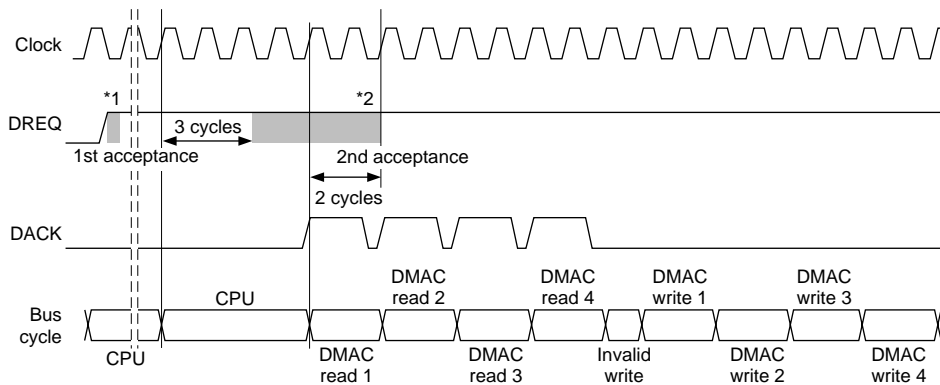 Clock
*1
*2
DREQ
3 cycles
1st acceptance
2nd acceptance
2 cycles
DACK
DMAC
read 2
DMAC
read 4
DMAC
write 1
DMAC
write 3
CPU
Bus
cycle
CPU
DMAC
read 1
DMAC
read 3
Invalid
write
DMAC
write 2
DMAC
write 4